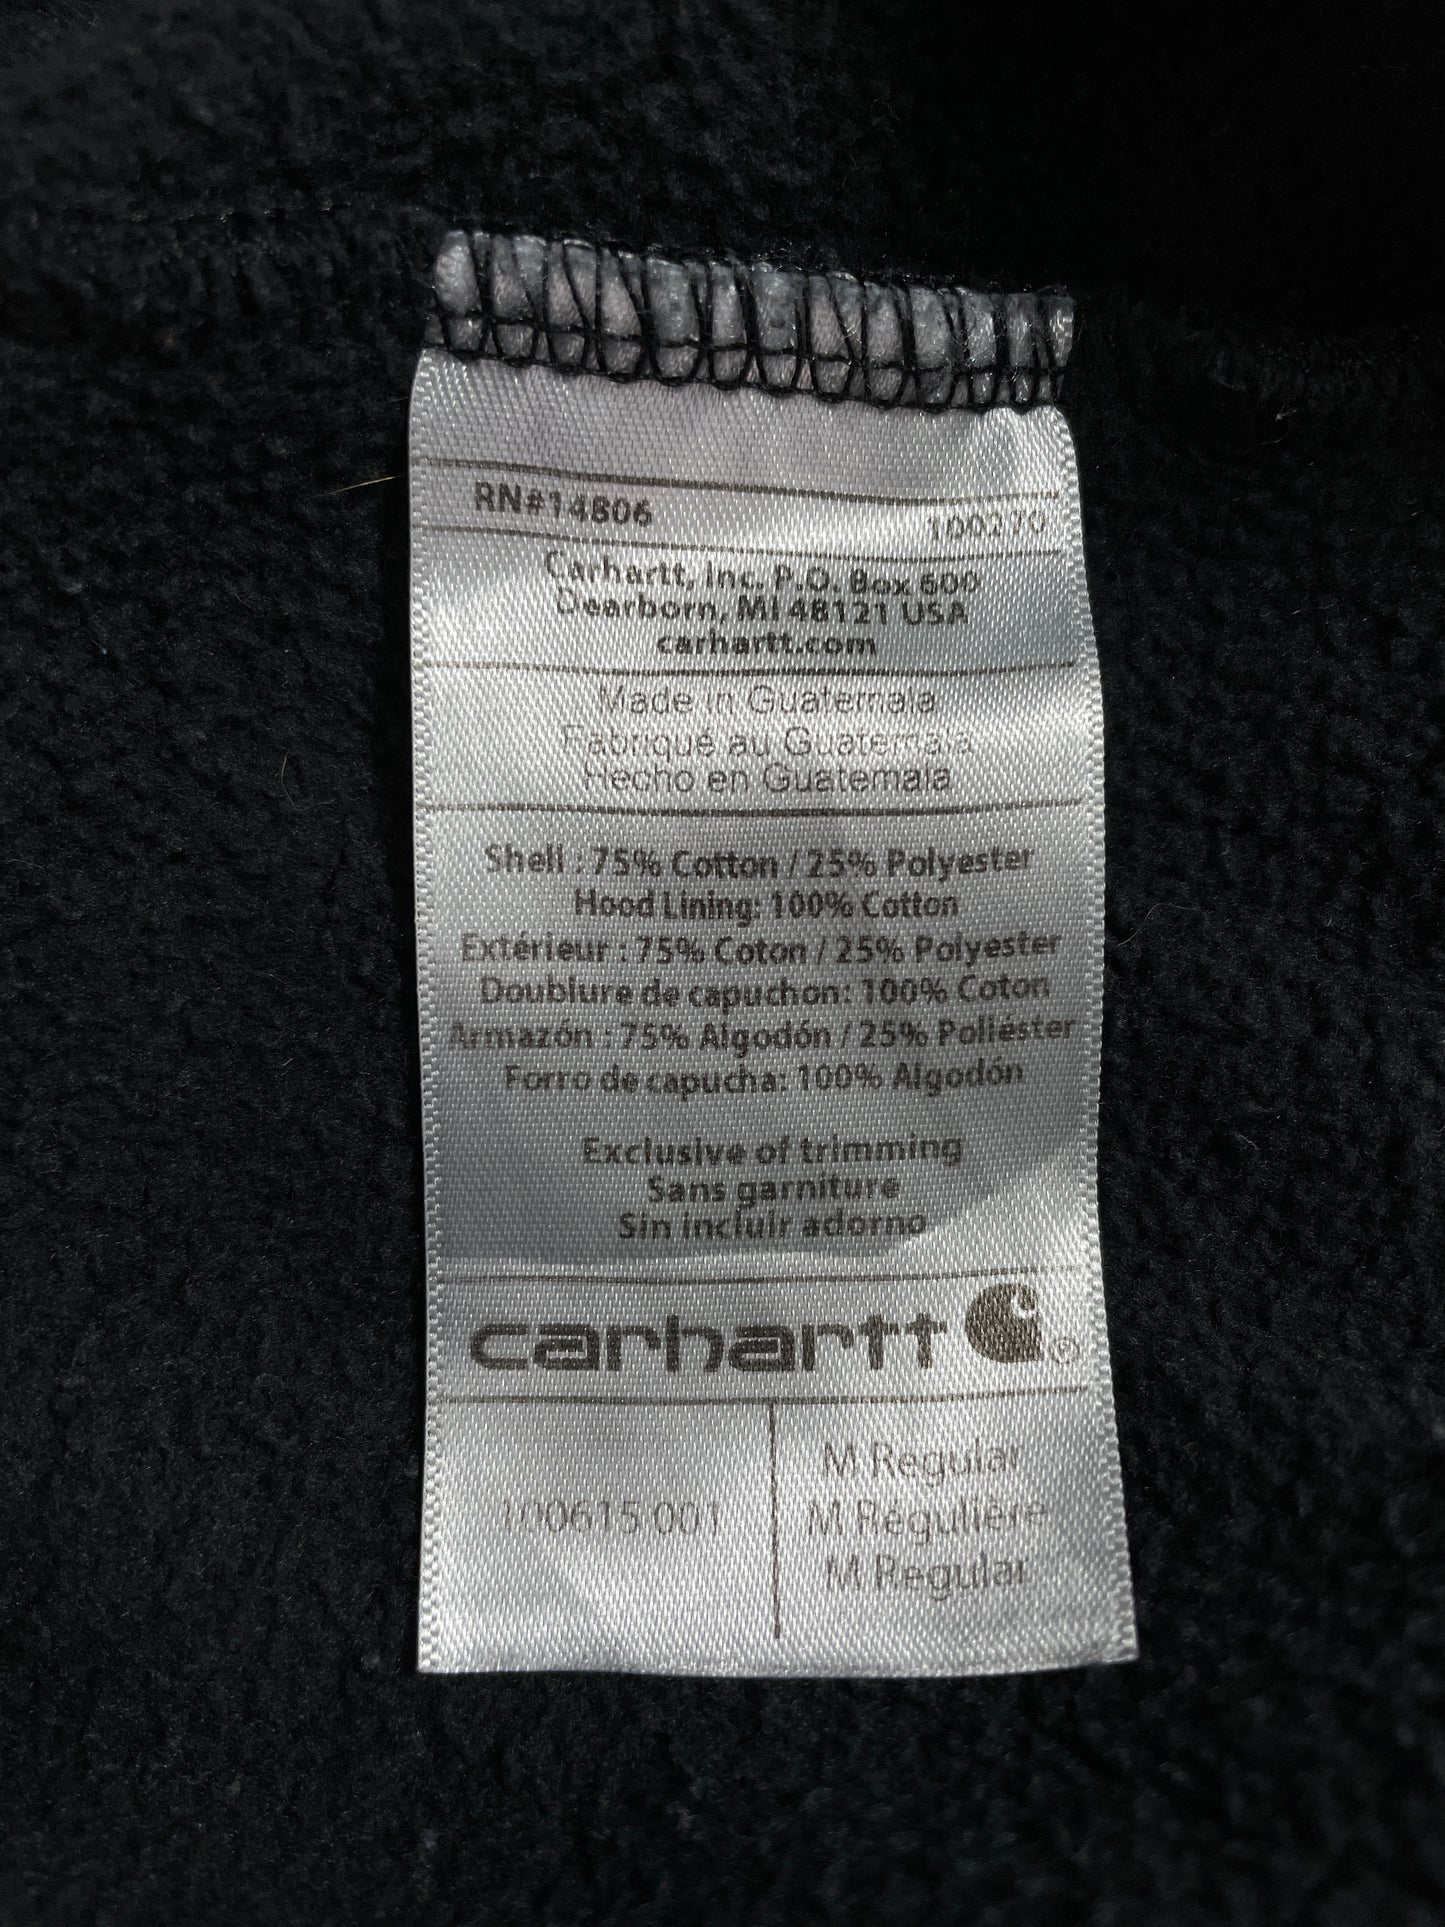 RN#14806
100270
Carhartt, Inc. P.O. Box 600
Dearborn, MI 48121 USA
carhartt.com
Made in Guatemala
Fabriqué au Guatemala
Hecho en Guatemala
Shell : 75% Cotton / 25% Polyester
Hood Lining: 100% Cotton
Extérieur : 75% Coton / 25% Polyester
Doublure de capuchon: 100% Coton
Armazón : 75% Algodón / 25% Poliéster
Forro de capucha: 100% Algodón
Exclusive of trimming
Sans garniture
Sin incluir adorno
carhartt ®
100615 001
M Regular
M Régulière
M Regular